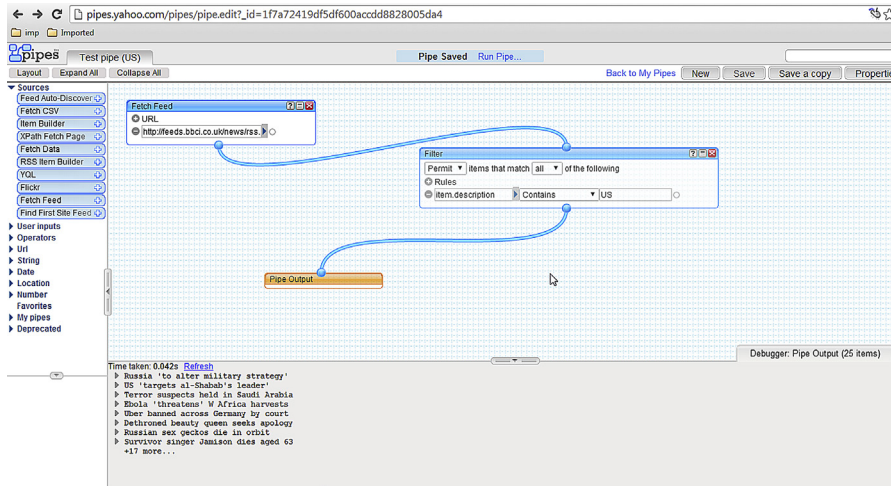 pipes.yahoo.com/pipes/pipe.edit?_id=1f7a72419df5df600accdd8828005da4
imp Imported
pipes Test pipe (US) Pipe Saved Run Pipe...
Layout Expand All Collapse All Back to My Pipes New Save Save a copy Properti
Sources
Feed Auto-Discover
Fetch CSV
Item Builder
XPath Fetch Page
Fetch Data
RSS Item Builder
YQL
Flickr
Fetch Feed
Find First Site Feed
User inputs
Operators
Url
String
Date
Location
Number
Favorites
My pipes
Deprecated
Fetch Feed
URL
http://feeds.bbci.co.uk/news/rss.
Filter
Permit items that match all of the following
Rules
item.description Contains US
Pipe Output
Debugger: Pipe Output (25 items)
Time taken: 0.042s Refresh
Russia 'to alter military strategy'
US 'targets al-Shabab's leader'
Terror suspects held in Saudi Arabia
Ebola 'threatens' W Africa harvests
Uber banned across Germany by court
Dethroned beauty queen seeks apology
Russian sex geckos die in orbit
Survivor singer Jamison dies aged 63
+17 more...